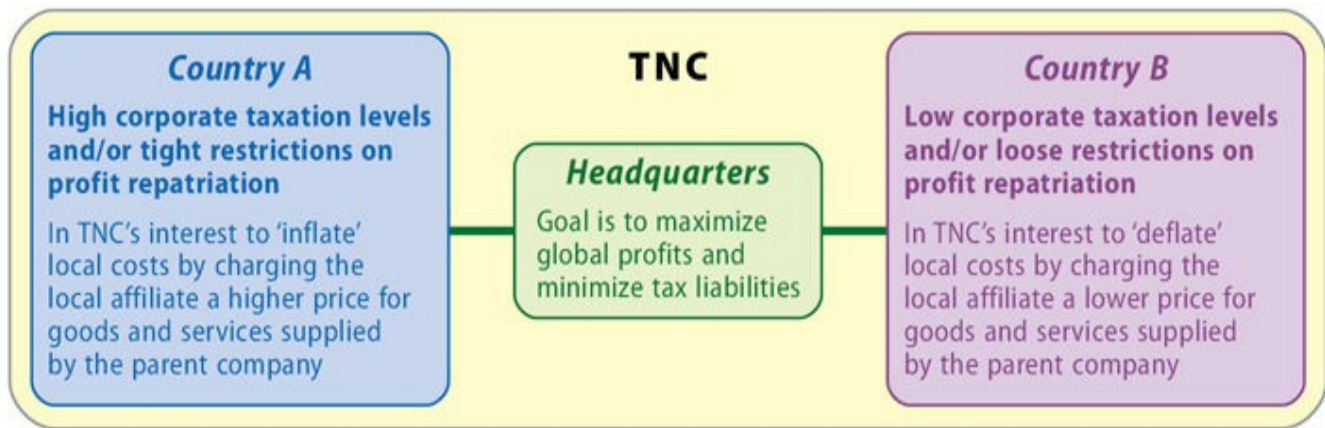 Country A
High corporate taxation levels
and/or tight restrictions on
profit repatriation
In TNC's interest to 'inflate'
local costs by charging the
local affiliate a higher price for
goods and services supplied
by the parent company
TNC
Headquarters
Goal is to maximize
global profits and
minimize tax liabilities
Country B
Low corporate taxation levels
and/or loose restrictions on
profit repatriation
In TNC's interest to 'deflate'
local costs by charging the
local affiliate a lower price for
goods and services supplied
by the parent company